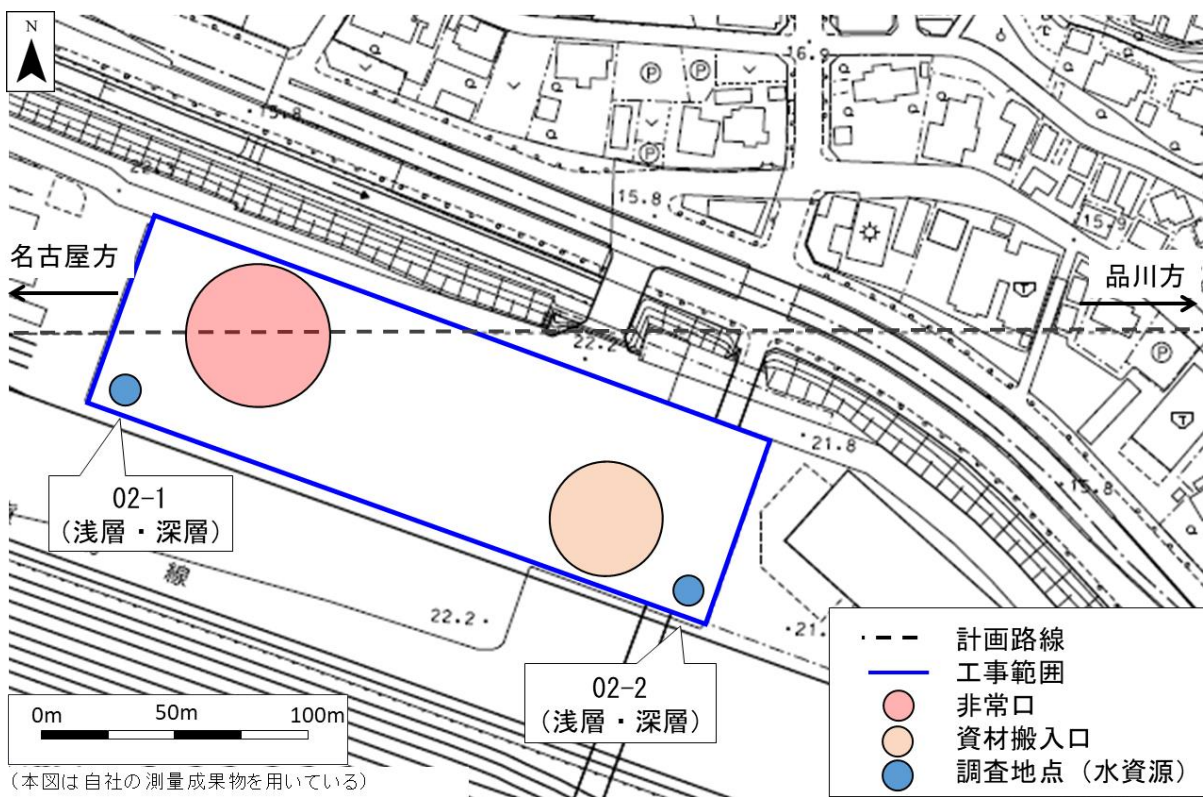 N
16.9
P
P
P
15.8
22.2
15.8
15.9
名古屋方
品川方
22.2
P
21.8
T
02-1
(浅層・深層)
15.8
線
22.2
02-2
(浅層・深層)
計画路線
工事範囲
非常口
資材搬入口
調査地点(水資源)
0m 50m 100m
(本図は自社の測量成果物を用いている)